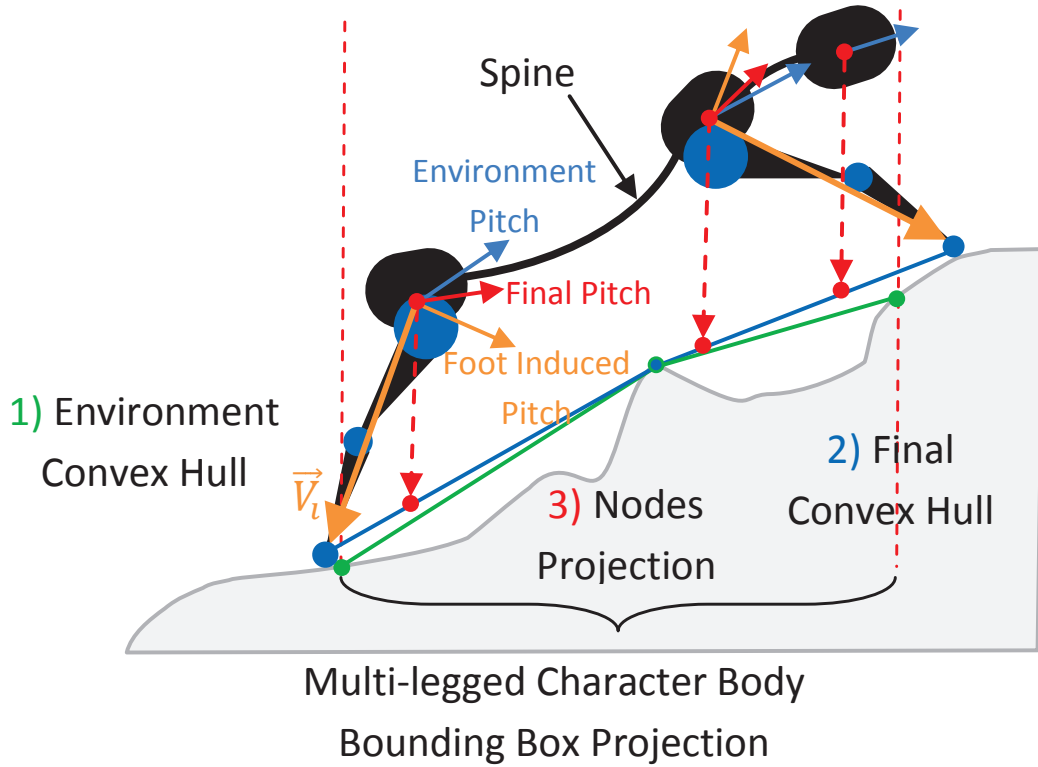 Spine
Environment
Pitch
Final Pitch
Foot Induced
Pitch
1) Environment
Convex Hull
V⃗ᵢ
2) Final
Convex Hull
3) Nodes
Projection
Multi-legged Character Body
Bounding Box Projection